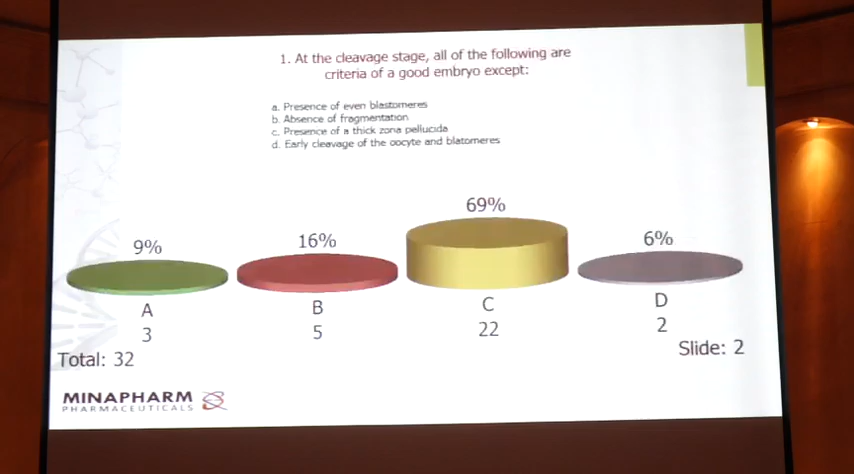 1. At the cleavage stage, all of the following are
criteria of a good embryo except:
a. Presence of even blastomeres
b. Absence of fragmentation
c. Presence of a thick zona pellucida
d. Early cleavage of the oocyte and blatomeres
9%
16%
69%
6%
A
B
C
D
3
5
22
2
Total: 32
Slide: 2
MINAPHARM
PHARMACEUTICALS